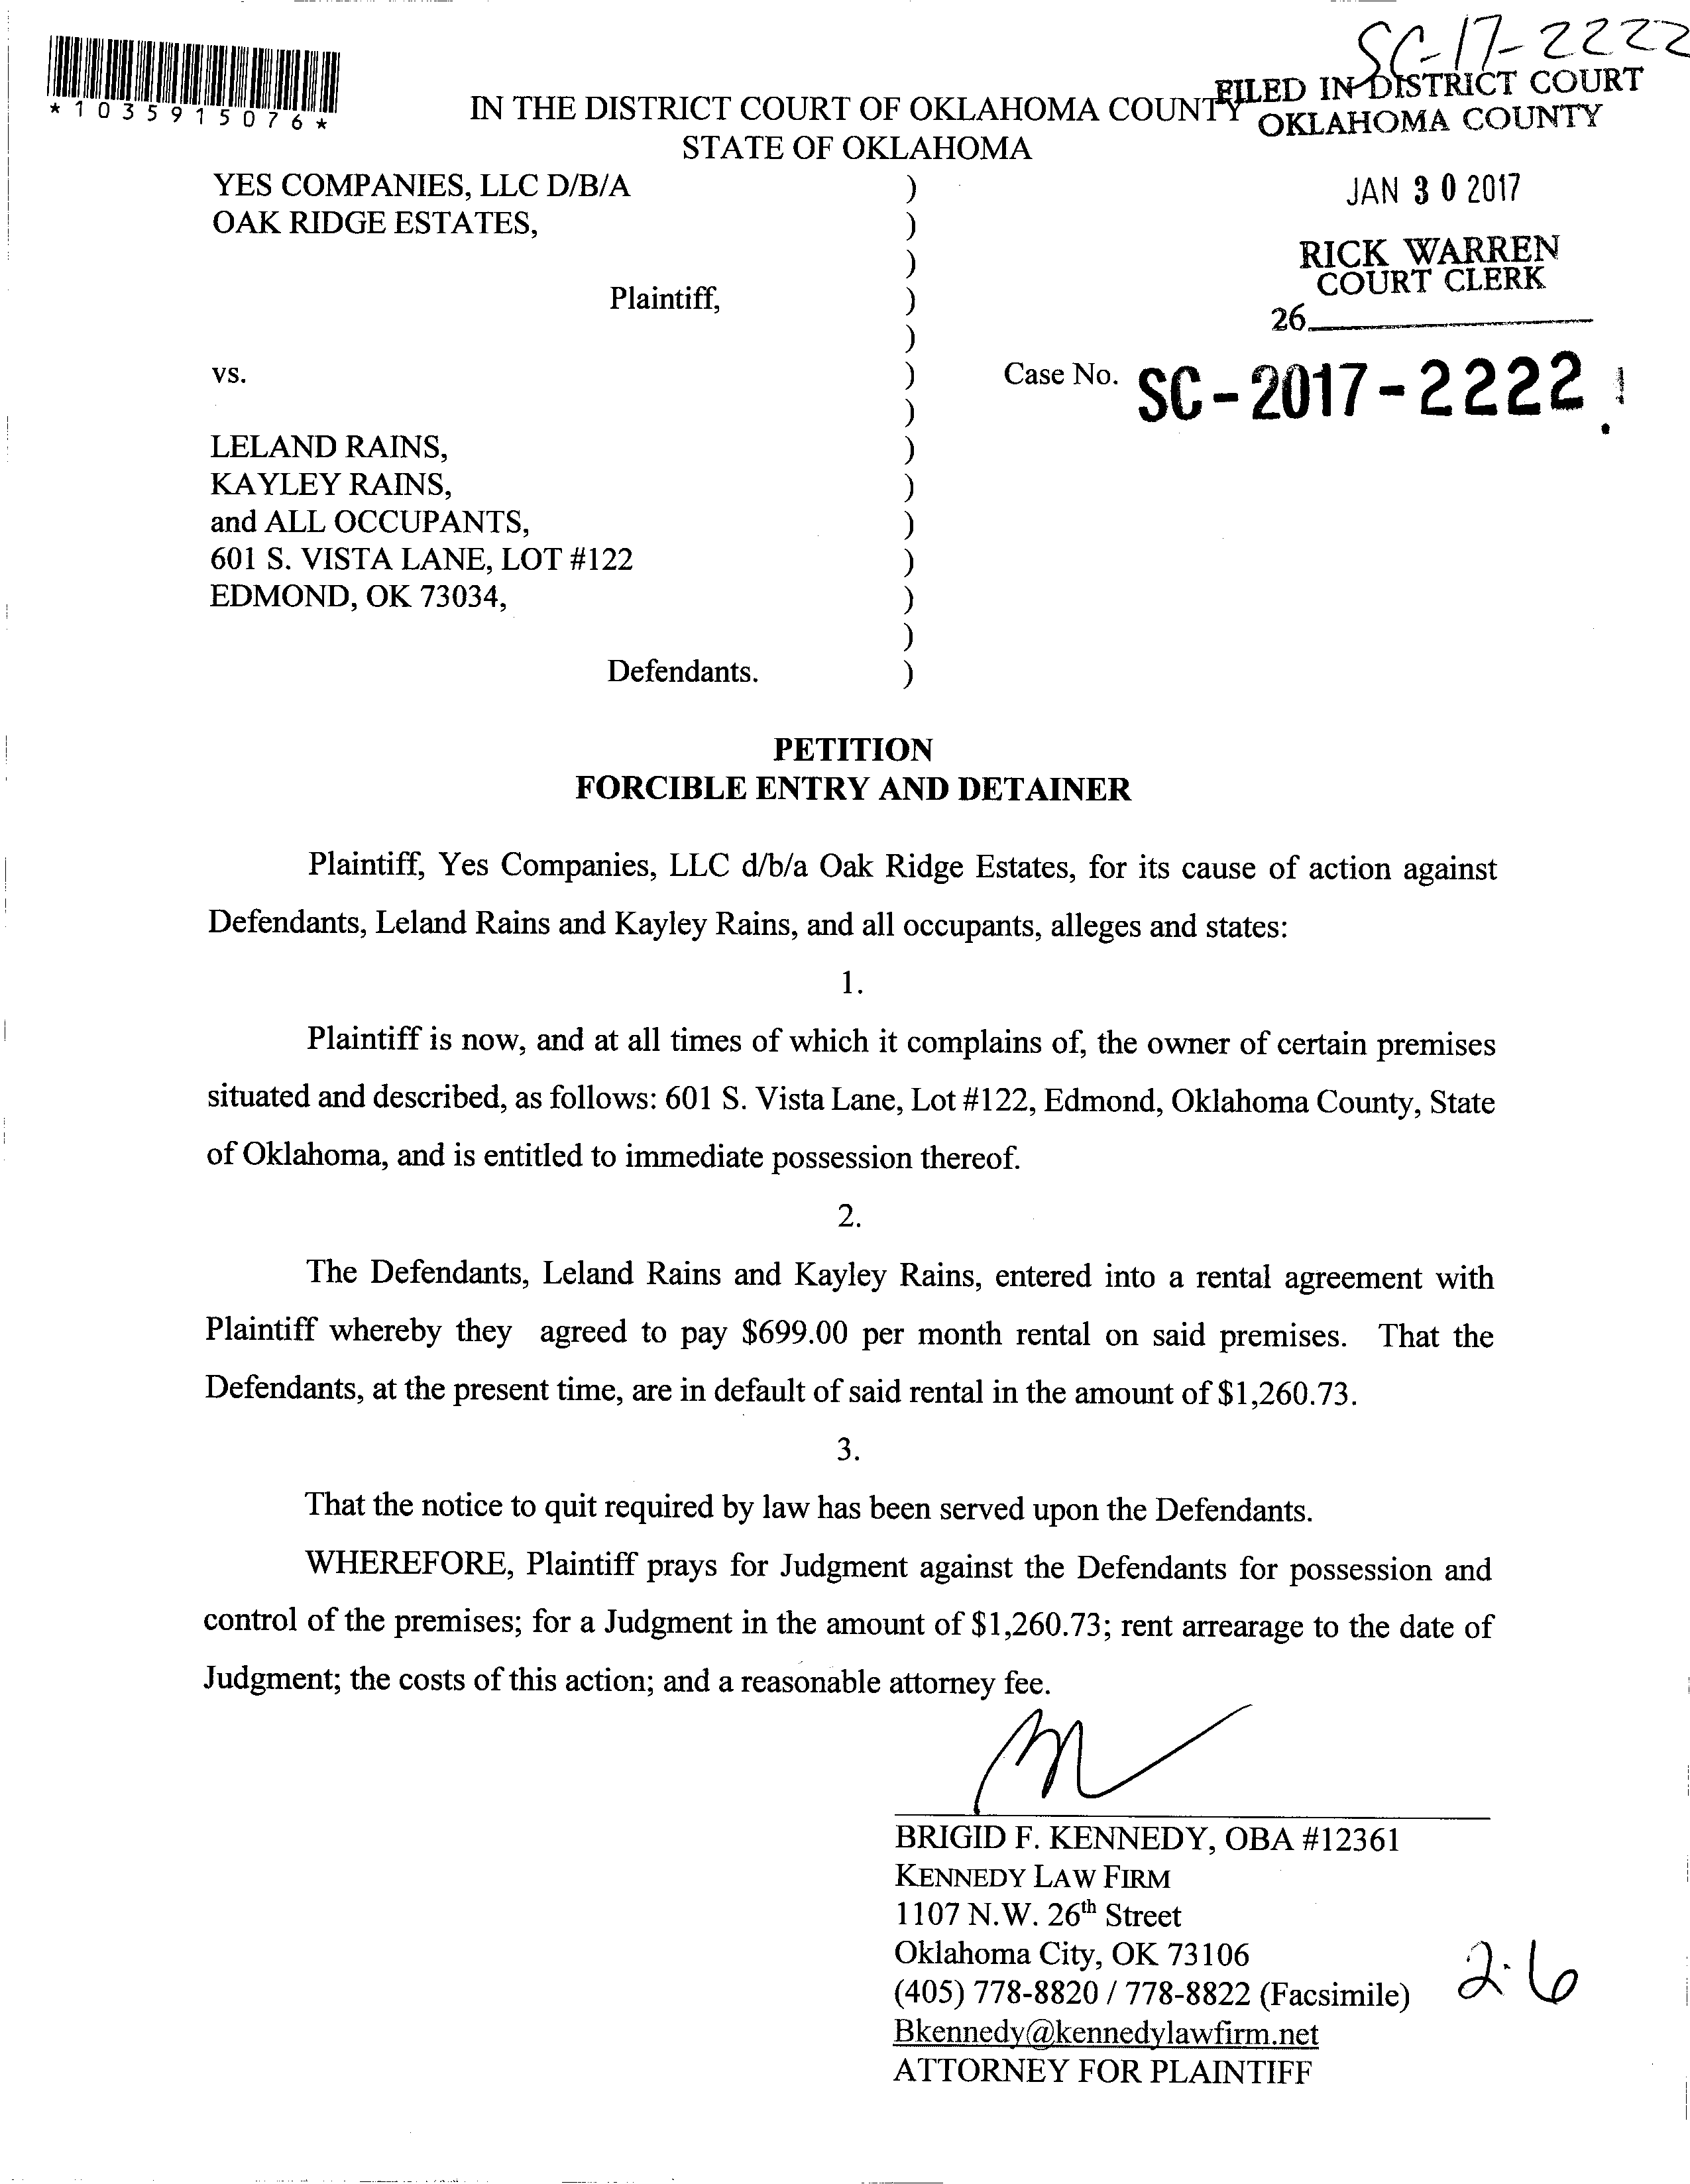 SC-17-2222
*1035915076*
FILED IN DISTRICT COURT
OKLAHOMA COUNTY
IN THE DISTRICT COURT OF OKLAHOMA COUNTY
STATE OF OKLAHOMA
JAN 30 2017
RICK WARREN
COURT CLERK
26
YES COMPANIES, LLC D/B/A )
OAK RIDGE ESTATES, )
)
Plaintiff, )
)
vs. ) Case No. SC-2017-2222
)
LELAND RAINS, )
KAYLEY RAINS, )
and ALL OCCUPANTS, )
601 S. VISTA LANE, LOT #122 )
EDMOND, OK 73034, )
)
Defendants. )
PETITION
FORCIBLE ENTRY AND DETAINER
Plaintiff, Yes Companies, LLC d/b/a Oak Ridge Estates, for its cause of action against
Defendants, Leland Rains and Kayley Rains, and all occupants, alleges and states:
1.
Plaintiff is now, and at all times of which it complains of, the owner of certain premises
situated and described, as follows: 601 S. Vista Lane, Lot #122, Edmond, Oklahoma County, State
of Oklahoma, and is entitled to immediate possession thereof.
2.
The Defendants, Leland Rains and Kayley Rains, entered into a rental agreement with
Plaintiff whereby they agreed to pay $699.00 per month rental on said premises. That the
Defendants, at the present time, are in default of said rental in the amount of $1,260.73.
3.
That the notice to quit required by law has been served upon the Defendants.
WHEREFORE, Plaintiff prays for Judgment against the Defendants for possession and
control of the premises; for a Judgment in the amount of $1,260.73; rent arrearage to the date of
Judgment; the costs of this action; and a reasonable attorney fee.
BRIGID F. KENNEDY, OBA #12361
KENNEDY LAW FIRM
1107 N.W. 26th Street
Oklahoma City, OK 73106
(405) 778-8820 / 778-8822 (Facsimile)
Bkennedy@kennedylawfirm.net
ATTORNEY FOR PLAINTIFF
2·6